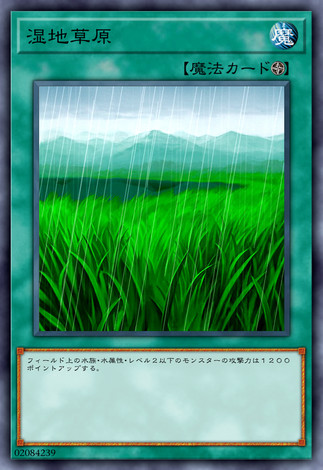 湿地草原
魔
【魔法カード】
フィールド上の水族・水属性・レベル2以下のモンスターの攻撃力は1200
ポイントアップする。
02084239